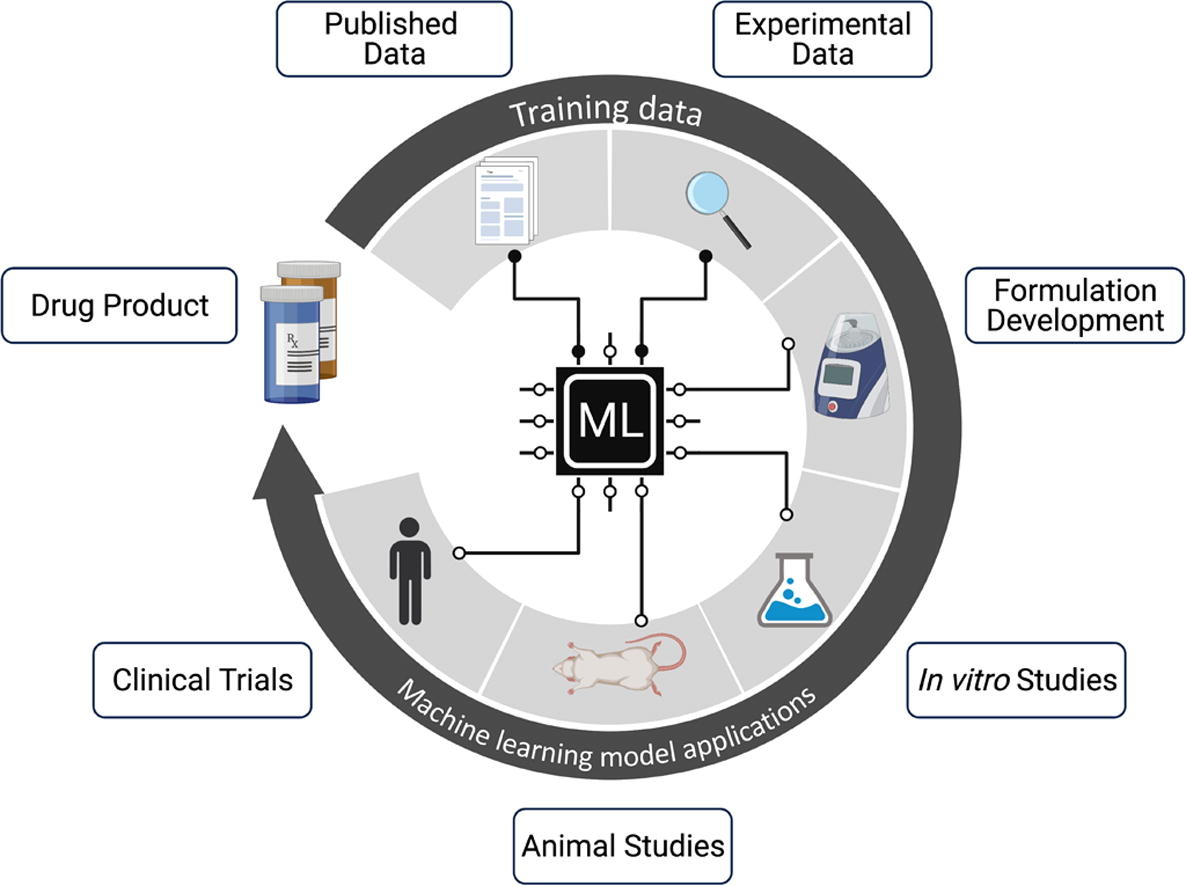 Published
Data
Experimental
Data
Training data
Drug Product
Rx
Formulation
Development
ML
Clinical Trials
In vitro Studies
Machine learning model applications
Animal Studies